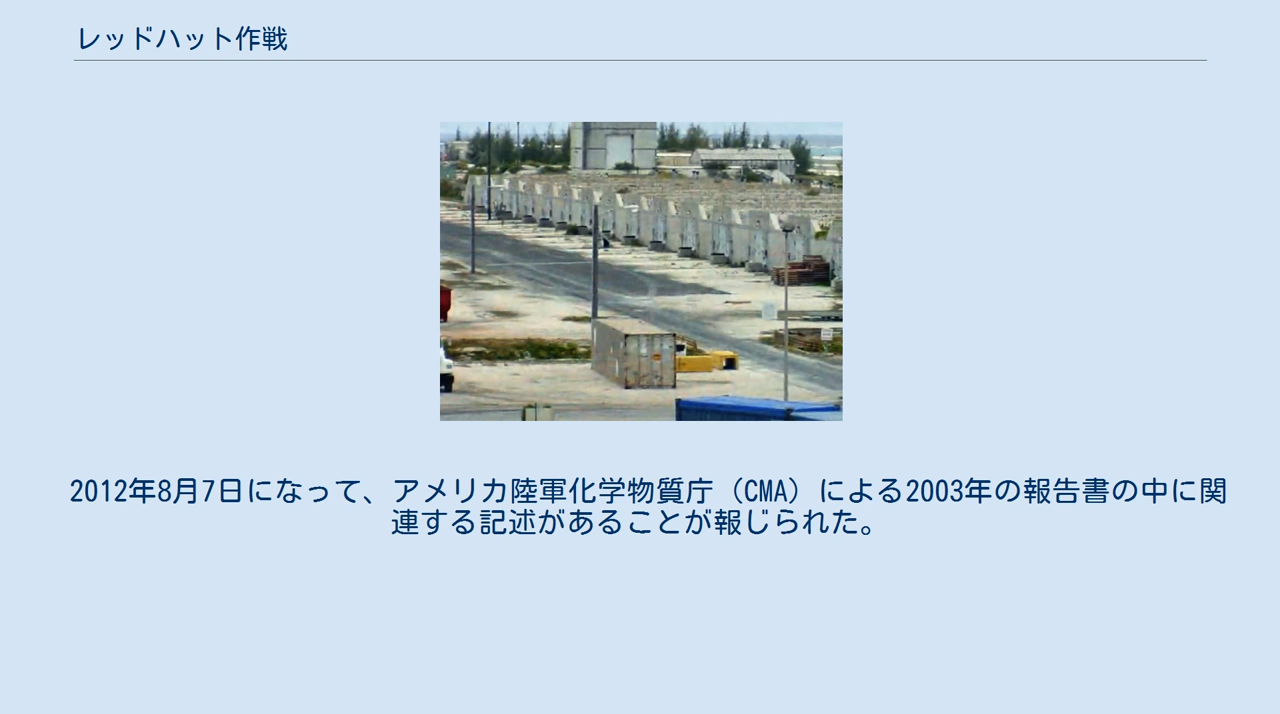 レッドハット作戦
2012年8月7日になって、アメリカ陸軍化学物質庁（CMA）による2003年の報告書の中に関
連する記述があることが報じられた。